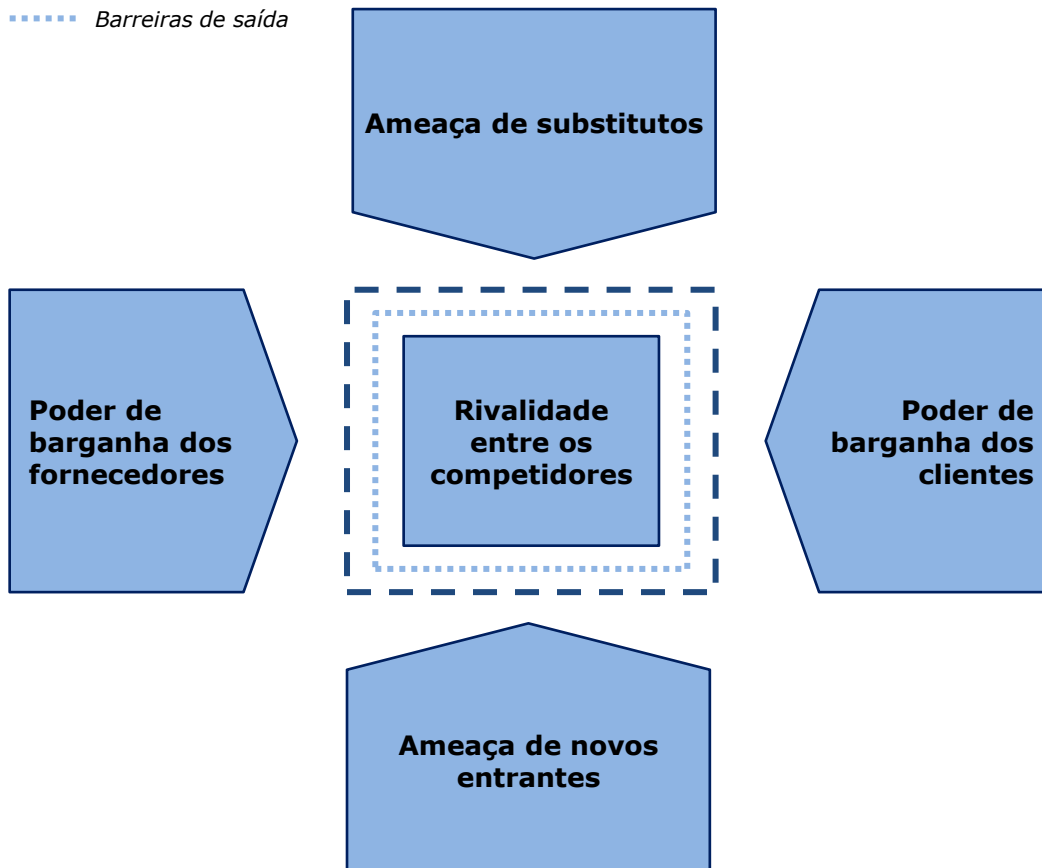 Barreiras de saída
Ameaça de substitutos
Poder de
barganha dos
fornecedores
Rivalidade
entre os
competidores
Poder de
barganha dos
clientes
Ameaça de novos
entrantes